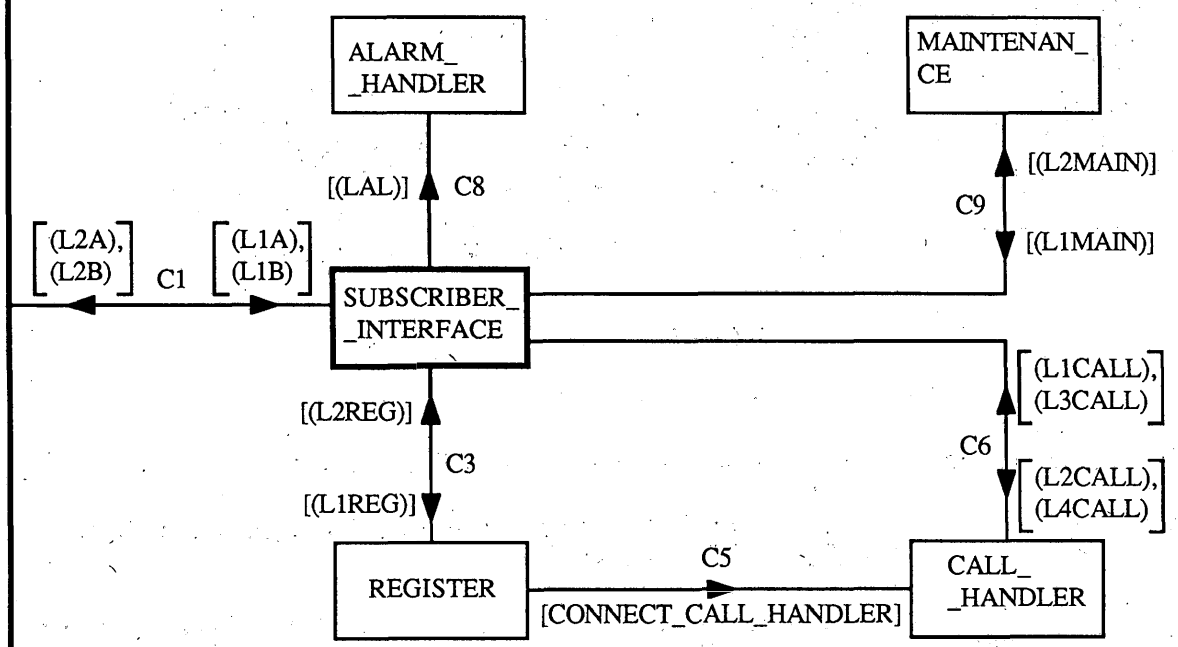 ALARM_
_HANDLER
MAINTENAN_
CE
[(LAL)]
C8
[(L2MAIN)]
C9
[(L1MAIN)]
[(L2A),
(L2B)]
C1
[(L1A),
(L1B)]
SUBSCRIBER_
_INTERFACE
[(L1CALL),
(L3CALL)]
[(L2REG)]
C3
C6
[(L1REG)]
[(L2CALL),
(L4CALL)]
REGISTER
C5
[CONNECT_CALL_HANDLER]
CALL_
_HANDLER